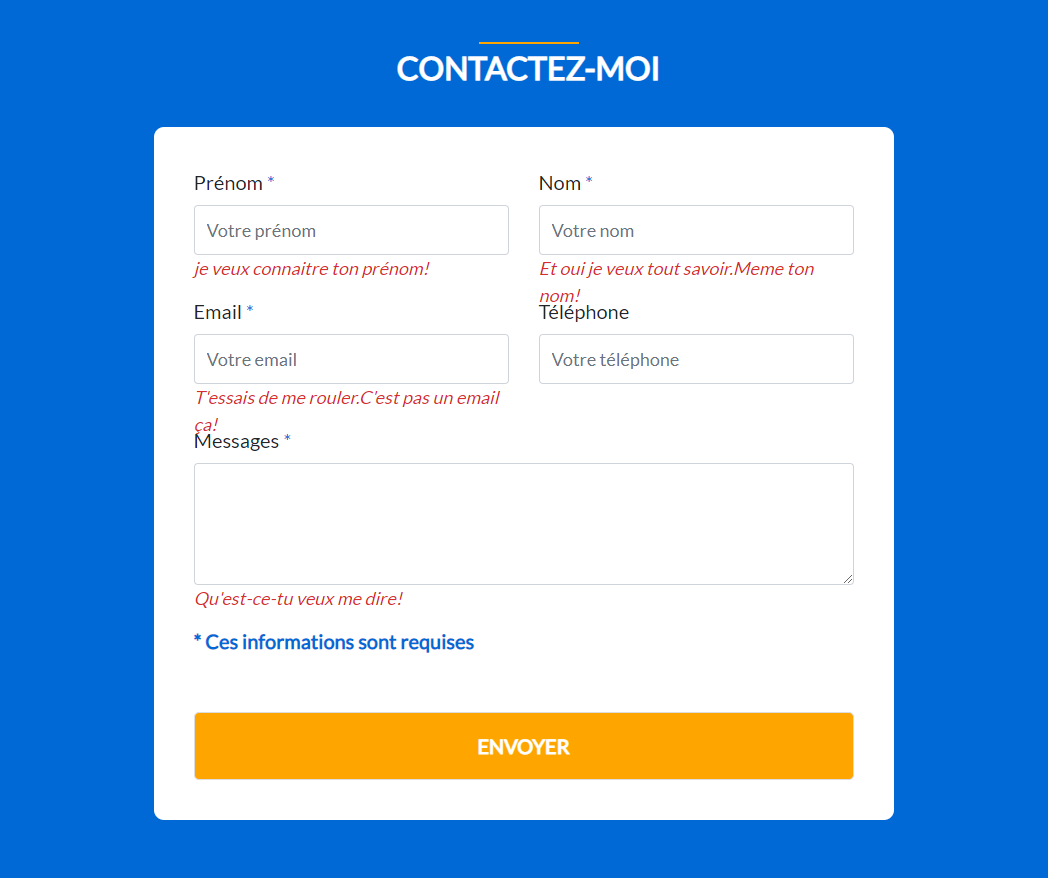 CONTACTEZ-MOI
Prénom *
Nom *
Votre prénom
Votre nom
je veux connaitre ton prénom!
Et oui je veux tout savoir.Meme ton
nom!
Email *
Téléphone
Votre email
Votre téléphone
T'essais de me rouler.C'est pas un email
ça!
Messages *
Qu'est-ce-tu veux me dire!
* Ces informations sont requises
ENVOYER